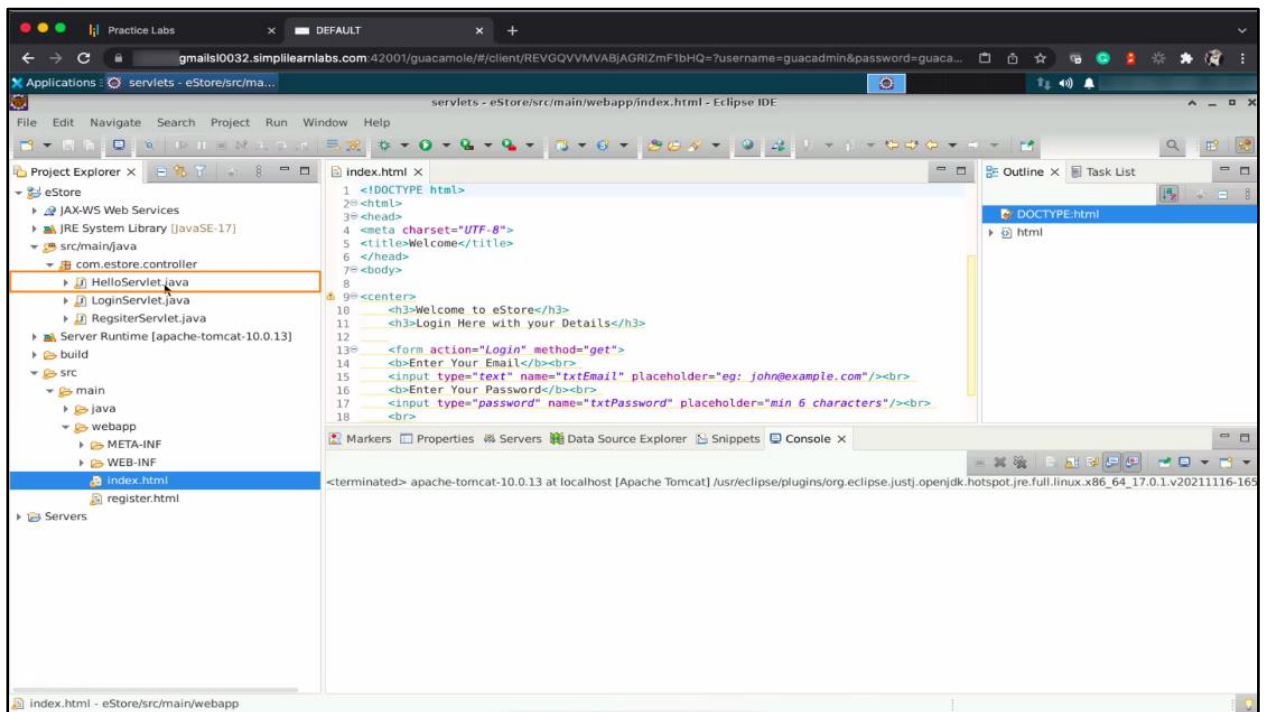 Practice Labs
DEFAULT
gmailsl0032.simplilearnlabs.com:42001/guacamole/#/client/REVGQVVMVABjAGRlZmF1bHQ=?username=guacadmin&password=guaca...
Applications
servlets - eStore/src/ma...
servlets - eStore/src/main/webapp/index.html - Eclipse IDE
File Edit Navigate Search Project Run Window Help
Project Explorer
index.html
Outline
Task List
eStore
JAX-WS Web Services
JRE System Library [JavaSE-17]
src/main/java
com.estore.controller
HelloServlet.java
LoginServlet.java
RegsiterServlet.java
Server Runtime [apache-tomcat-10.0.13]
build
src
main
java
webapp
META-INF
WEB-INF
index.html
register.html
Servers
1 <!DOCTYPE html>
2 <html>
3 <head>
4 <meta charset="UTF-8">
5 <title>Welcome</title>
6 </head>
7 <body>
8
9 <center>
10 <h3>Welcome to eStore</h3>
11 <h3>Login Here with your Details</h3>
12
13 <form action="Login" method="get">
14 <b>Enter Your Email</b><br>
15 <input type="text" name="txtEmail" placeholder="eg: john@example.com"/><br>
16 <b>Enter Your Password</b><br>
17 <input type="password" name="txtPassword" placeholder="min 6 characters"/><br>
18 <br>
DOCTYPE:html
html
Markers Properties Servers Data Source Explorer Snippets Console
<terminated> apache-tomcat-10.0.13 at localhost [Apache Tomcat] /usr/eclipse/plugins/org.eclipse.justj.openjdk.hotspot.jre.full.linux.x86_64_17.0.1.v20211116-165
index.html - eStore/src/main/webapp